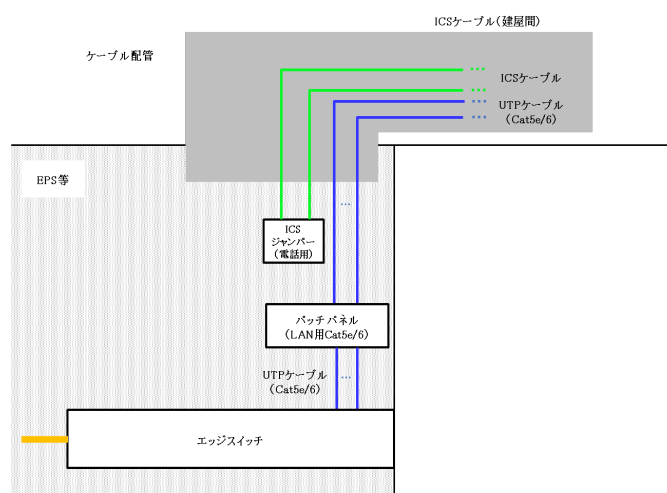 ICSケーブル(建屋間)
ケーブル配管
ICSケーブル
UTPケーブル
(Cat5e/6)
EPS等
ICS
ジャンパー
(電話用)
パッチパネル
(LAN用Cat5e/6)
UTPケーブル
(Cat5e/6)
エッジスイッチ